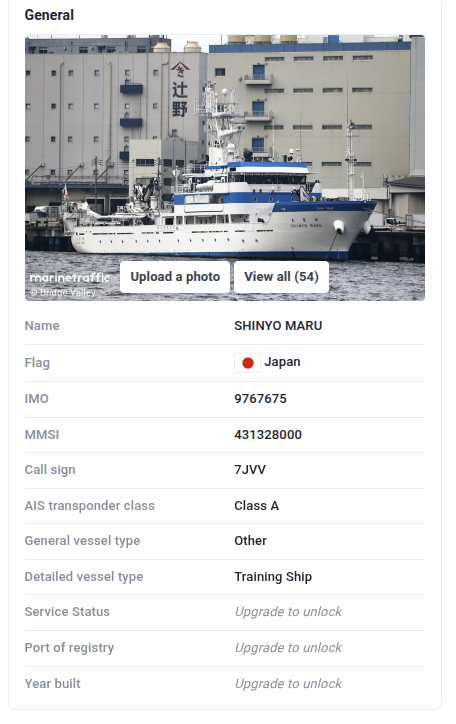 General
辻
野
SHINYO MARU
marinetraffic
© Bridge Valley
Upload a photo
View all (54)
Name SHINYO MARU
Flag Japan
IMO 9767675
MMSI 431328000
Call sign 7JVV
AIS transponder class Class A
General vessel type Other
Detailed vessel type Training Ship
Service Status Upgrade to unlock
Port of registry Upgrade to unlock
Year built Upgrade to unlock